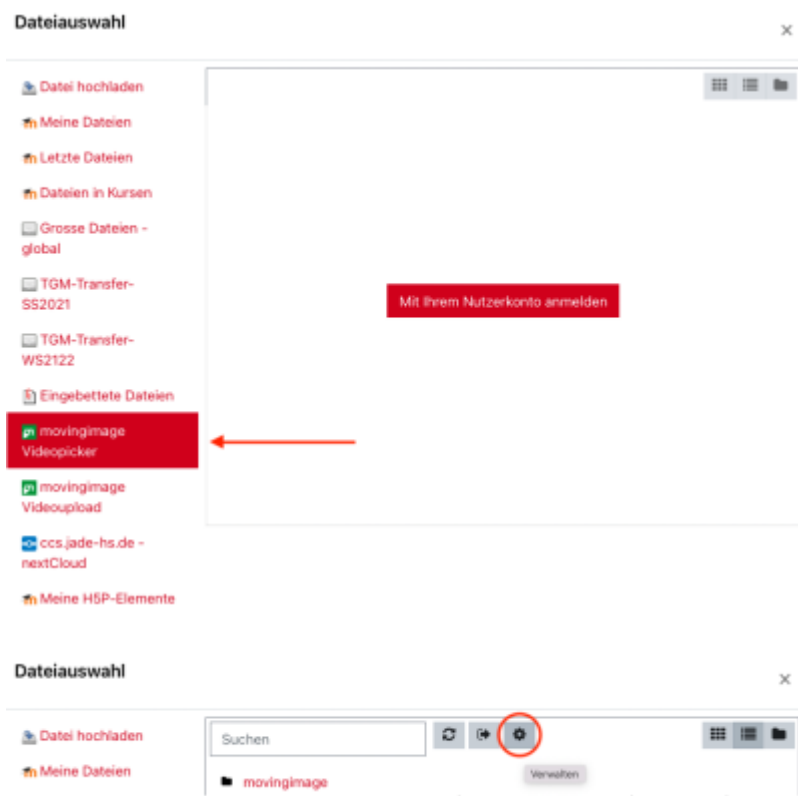 Dateiauswahl
Datei hochladen
Meine Dateien
Letzte Dateien
Dateien in Kursen
Grosse Dateien -
global
TGM-Transfer-
SS2021
TGM-Transfer-
WS2122
Eingebettete Dateien
movingimage
Videopicker
movingimage
Videoupload
ccs.jade-hs.de -
nextCloud
Meine H5P-Elemente
Mit Ihrem Nutzerkonto anmelden
Dateiauswahl
Datei hochladen
Meine Dateien
Suchen
Verwalten
movingimage